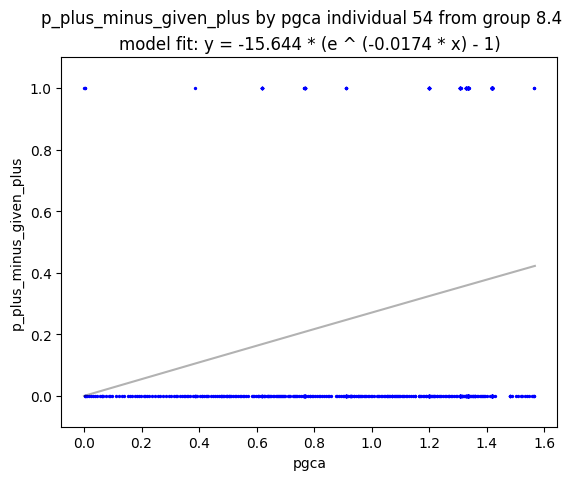 p_plus_minus_given_plus by pgca individual 54 from group 8.4
model fit: y = -15.644 * (e ^ (-0.0174 * x) - 1)
1.0
0.8
0.6
0.4
0.2
0.0
p_plus_minus_given_plus
0.0 0.2 0.4 0.6 0.8 1.0 1.2 1.4 1.6
pgca